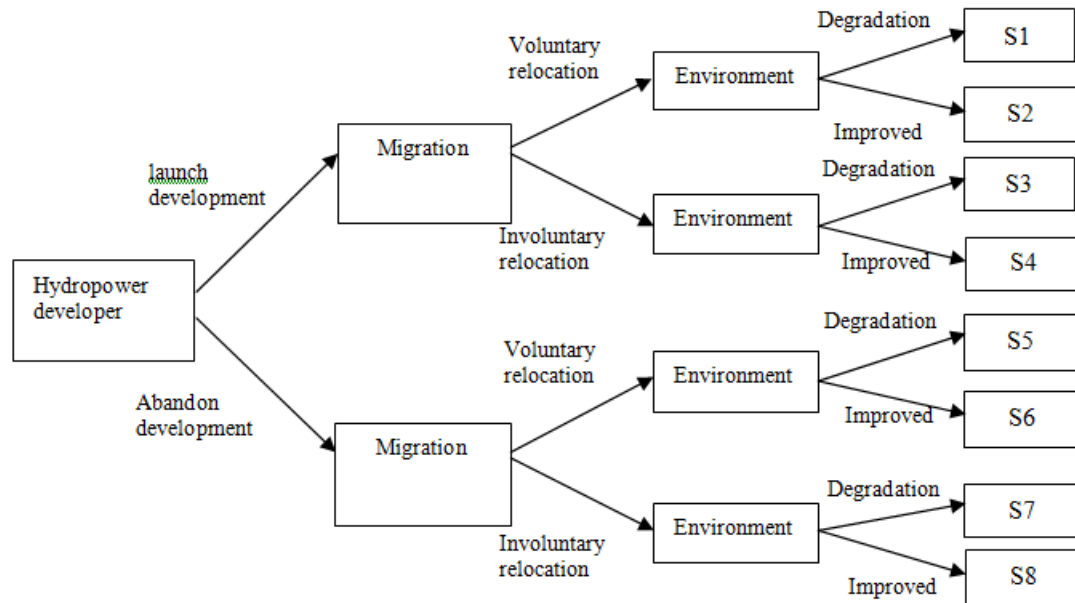 Degradation
S1
Voluntary
relocation
Environment
S2
Improved
Migration
Degradation
S3
launch
development
Environment
Involuntary
relocation
Improved
S4
Hydropower
developer
Degradation
S5
Voluntary
relocation
Environment
Abandon
development
Improved
S6
Migration
Degradation
S7
Environment
Involuntary
relocation
Improved
S8